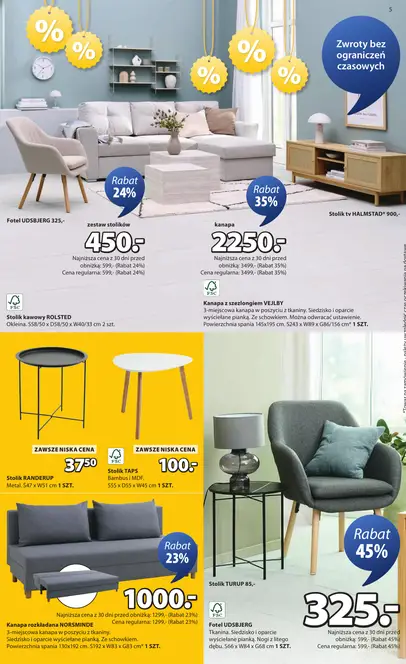 5
%
%
%
%
Zwroty bez
ograniczeń
czasowych
Rabat
24%
Rabat
35%
Fotel UDSBJERG 325,-
Stolik tv HALMSTAD* 900,-
zestaw stolików
450.-
Najniższa cena z 30 dni przed
obniżką: 599,- (Rabat 24%)
Cena regularna: 599,- (Rabat 24%)
kanapa
2250.-
Najniższa cena z 30 dni przed
obniżką: 3499,- (Rabat 35%)
Cena regularna: 3499,- (Rabat 35%)
FSC
Stolik kawowy ROLSTED
Okleina. S58/50 x D58/50 x W40/33 cm 2 szt.
FSC
Kanapa z szezlongiem VEJLBY
3-miejscowa kanapa w poszyciu z tkaniny. Siedzisko i oparcie
wyściełane pianką. Ze schowkiem. Można odwracać ustawienie.
Powierzchnia spania 145x195 cm. S243 x W89 x G86/156 cm* 1 SZT.
ZAWSZE NISKA CENA
37.50
Stolik RANDERUP
Metal. S47 x W51 cm 1 SZT.
ZAWSZE NISKA CENA
100.-
FSC
Stolik TAPS
Bambus i MDF.
S55 x D55 x W45 cm 1 SZT.
Rabat
23%
1000.-
Kanapa rozkładana NORSMINDE
3-miejscowa kanapa w poszyciu z tkaniny.
Siedzisko i oparcie wyściełane pianką. Ze schowkiem.
Powierzchnia spania 130x192 cm. S192 x W83 x G83 cm 1 SZT.
Najniższa cena z 30 dni przed obniżką: 1299,- (Rabat 23%)
Cena regularna: 1299,- (Rabat 23%)
Stolik TURUP 85,-
Rabat
45%
325.-
FSC
Fotel UDSBJERG
Tkanina. Siedzisko i oparcie
wyściełane pianką. Nogi z litego
dębu. S66 x W84 x G68 cm 1 SZT.
Najniższa cena z 30 dni przed
obniżką: 599,- (Rabat 45%)
Cena regularna:
599,- (Rabat 45%)